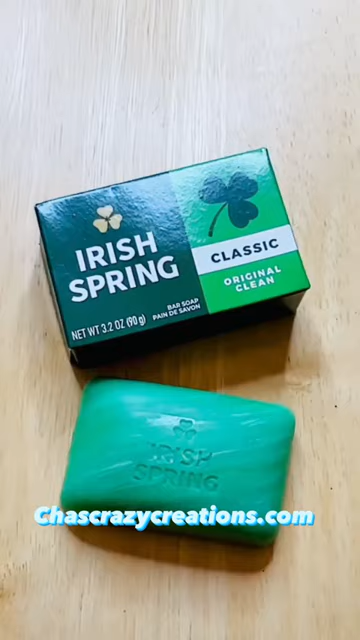 IRISH
SPRING
CLASSIC
ORIGINAL
CLEAN
NET WT 3.2 OZ (90 g)
BAR SOAP
PAIN DE SAVON
IRISH
SPRING
Chascrazycreations.com